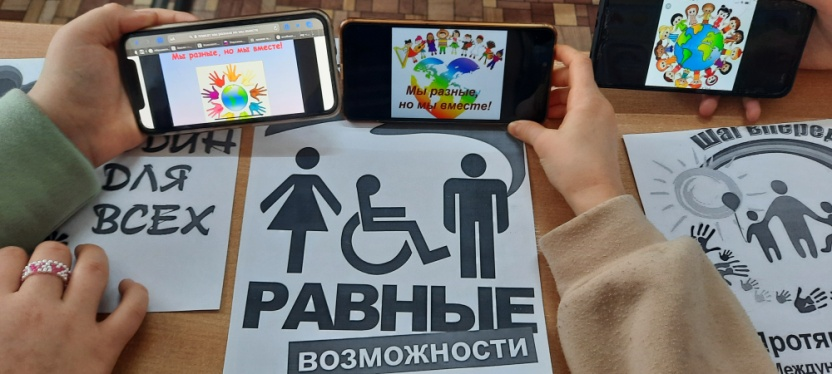 Мы разные, но мы вместе!
Мы разные,
но мы вместе!
ДЛЯ
ВСЕХ
РАВНЫЕ
ВОЗМОЖНОСТИ
Шаг вперед